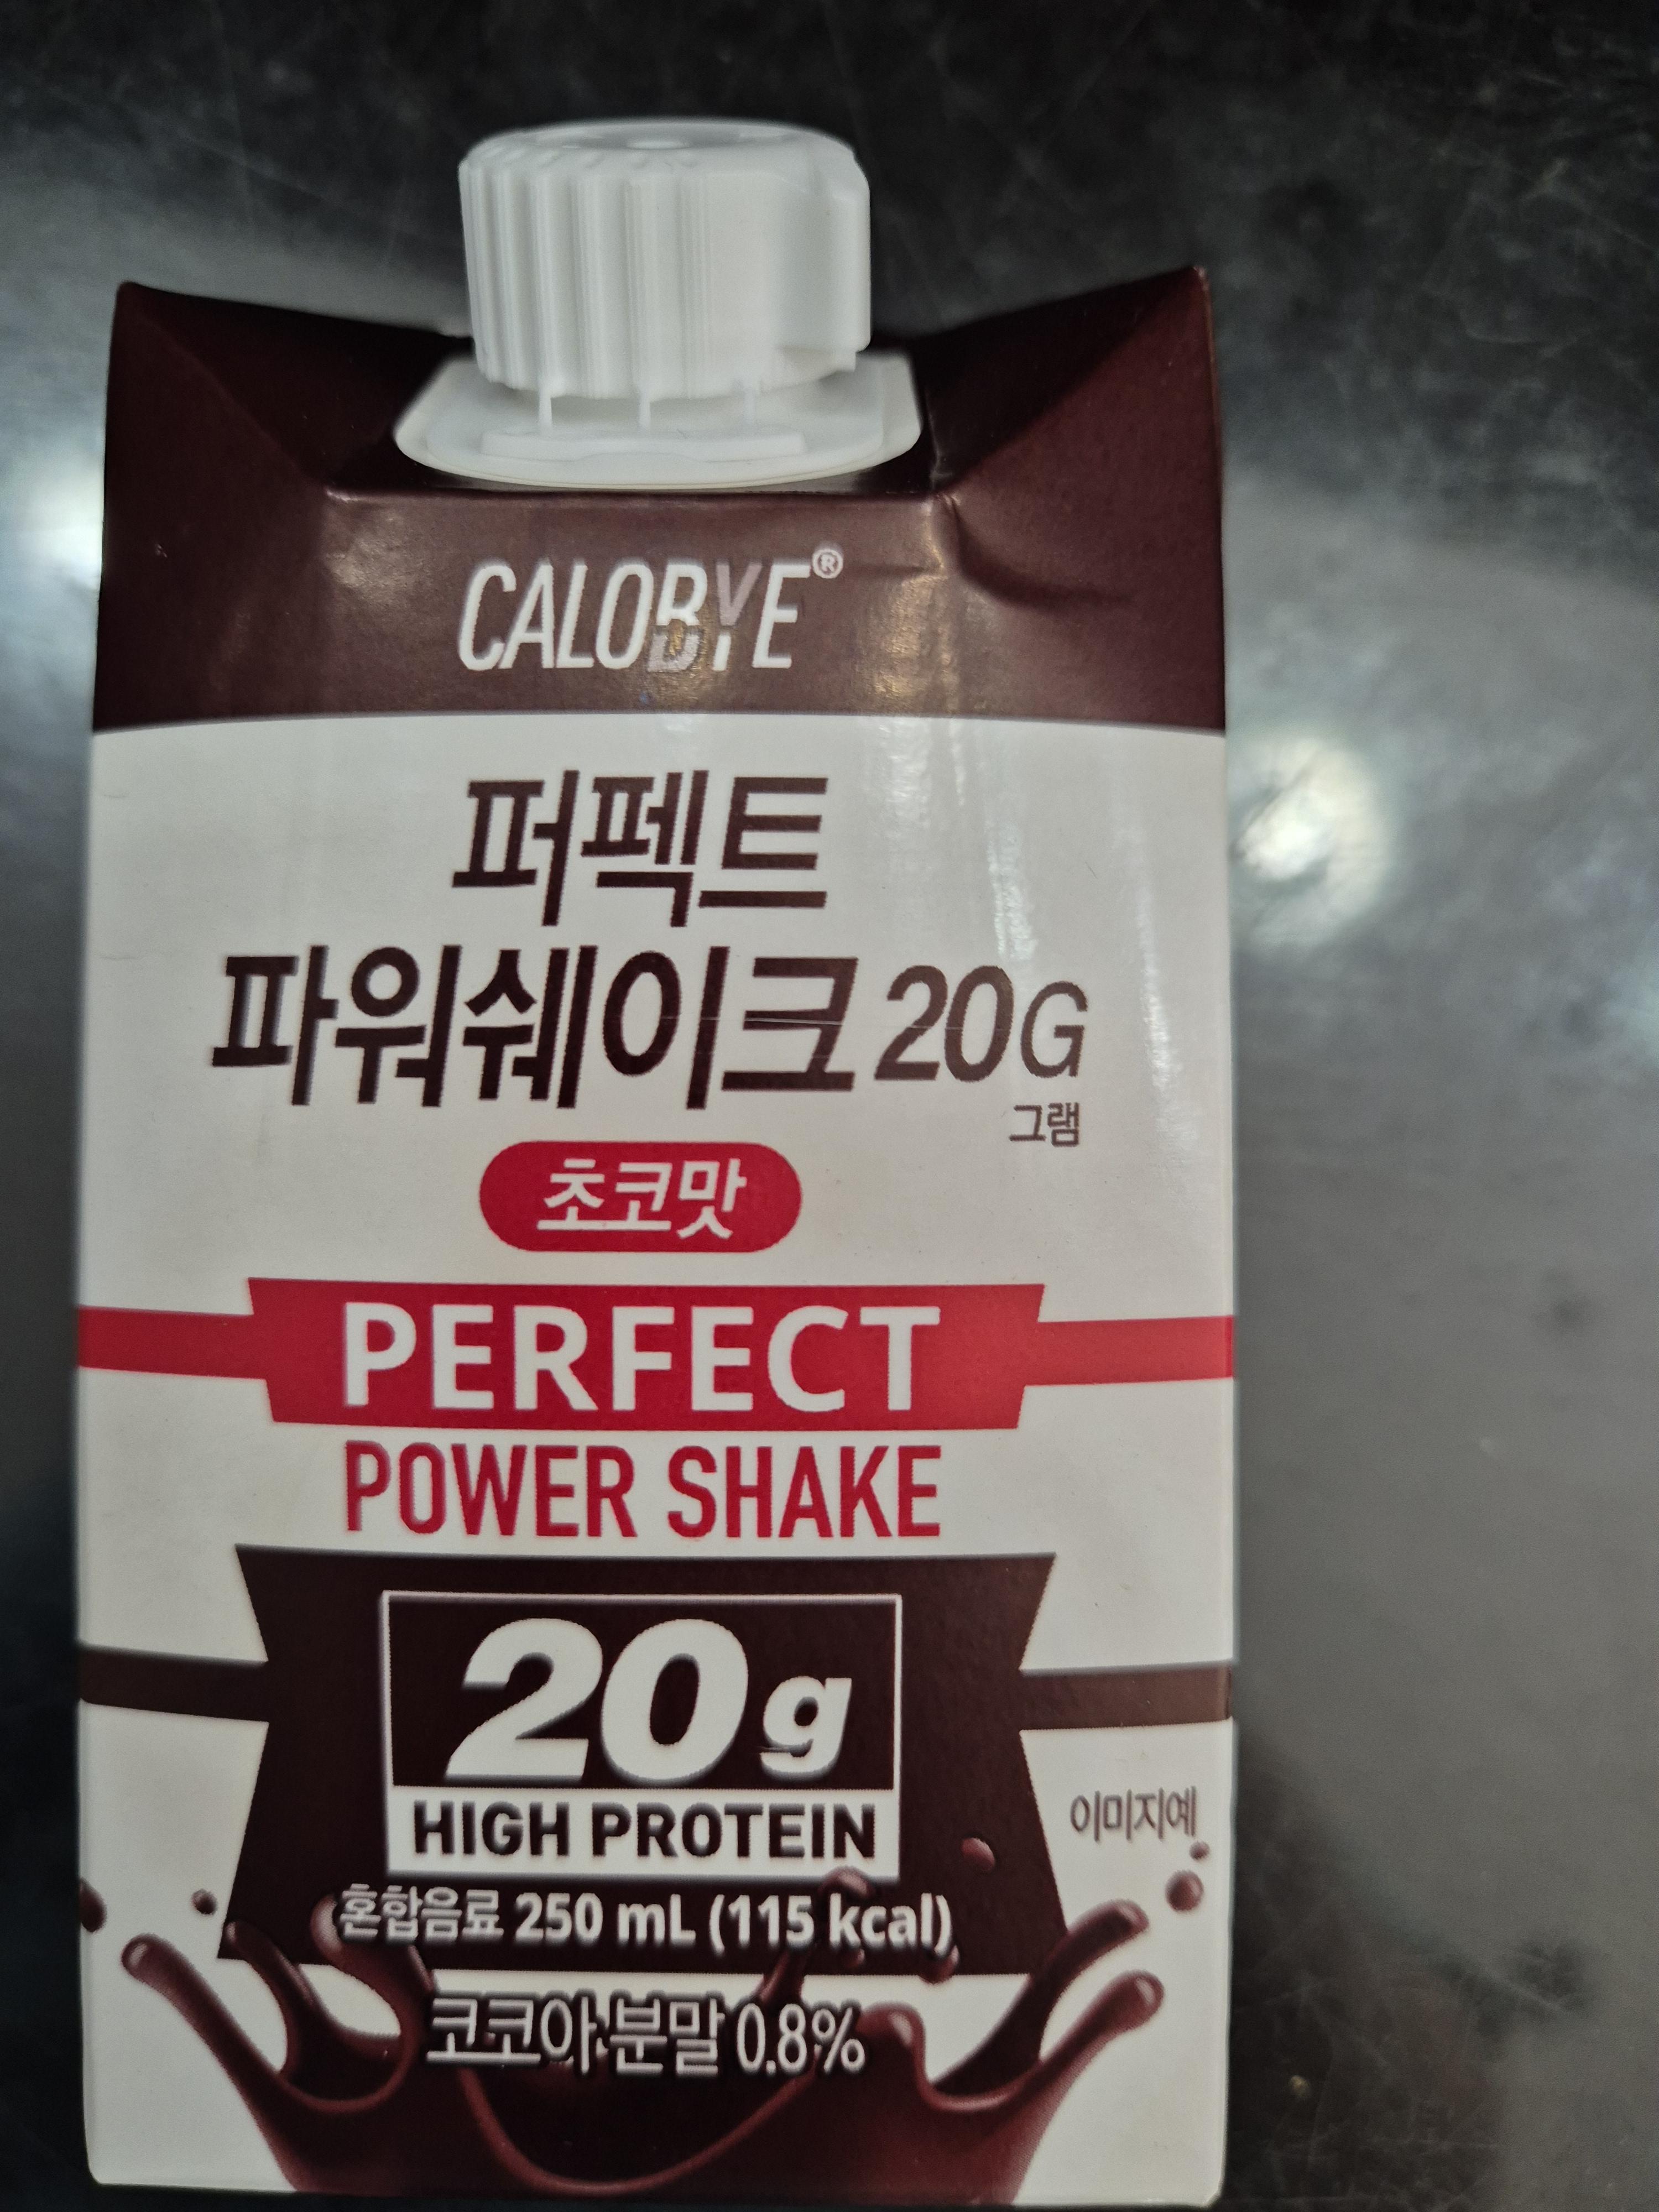 CALOBYE®
퍼펙트
파워쉐이크 20G
그램
초코맛
PERFECT
POWER SHAKE
20g
HIGH PROTEIN
이미지예
혼합음료 250 mL (115 kcal)
코코아분말 0.8%